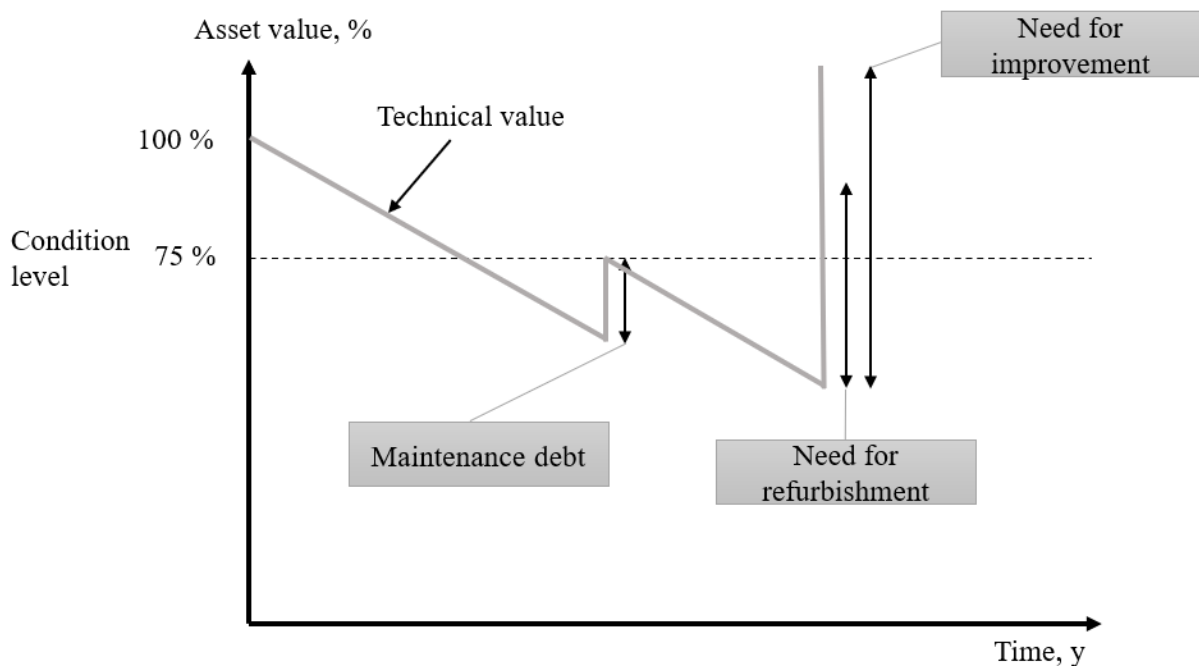 Asset value, %
Need for
improvement
Technical value
100 %
Condition
level
75 %
Maintenance debt
Need for
refurbishment
Time, y